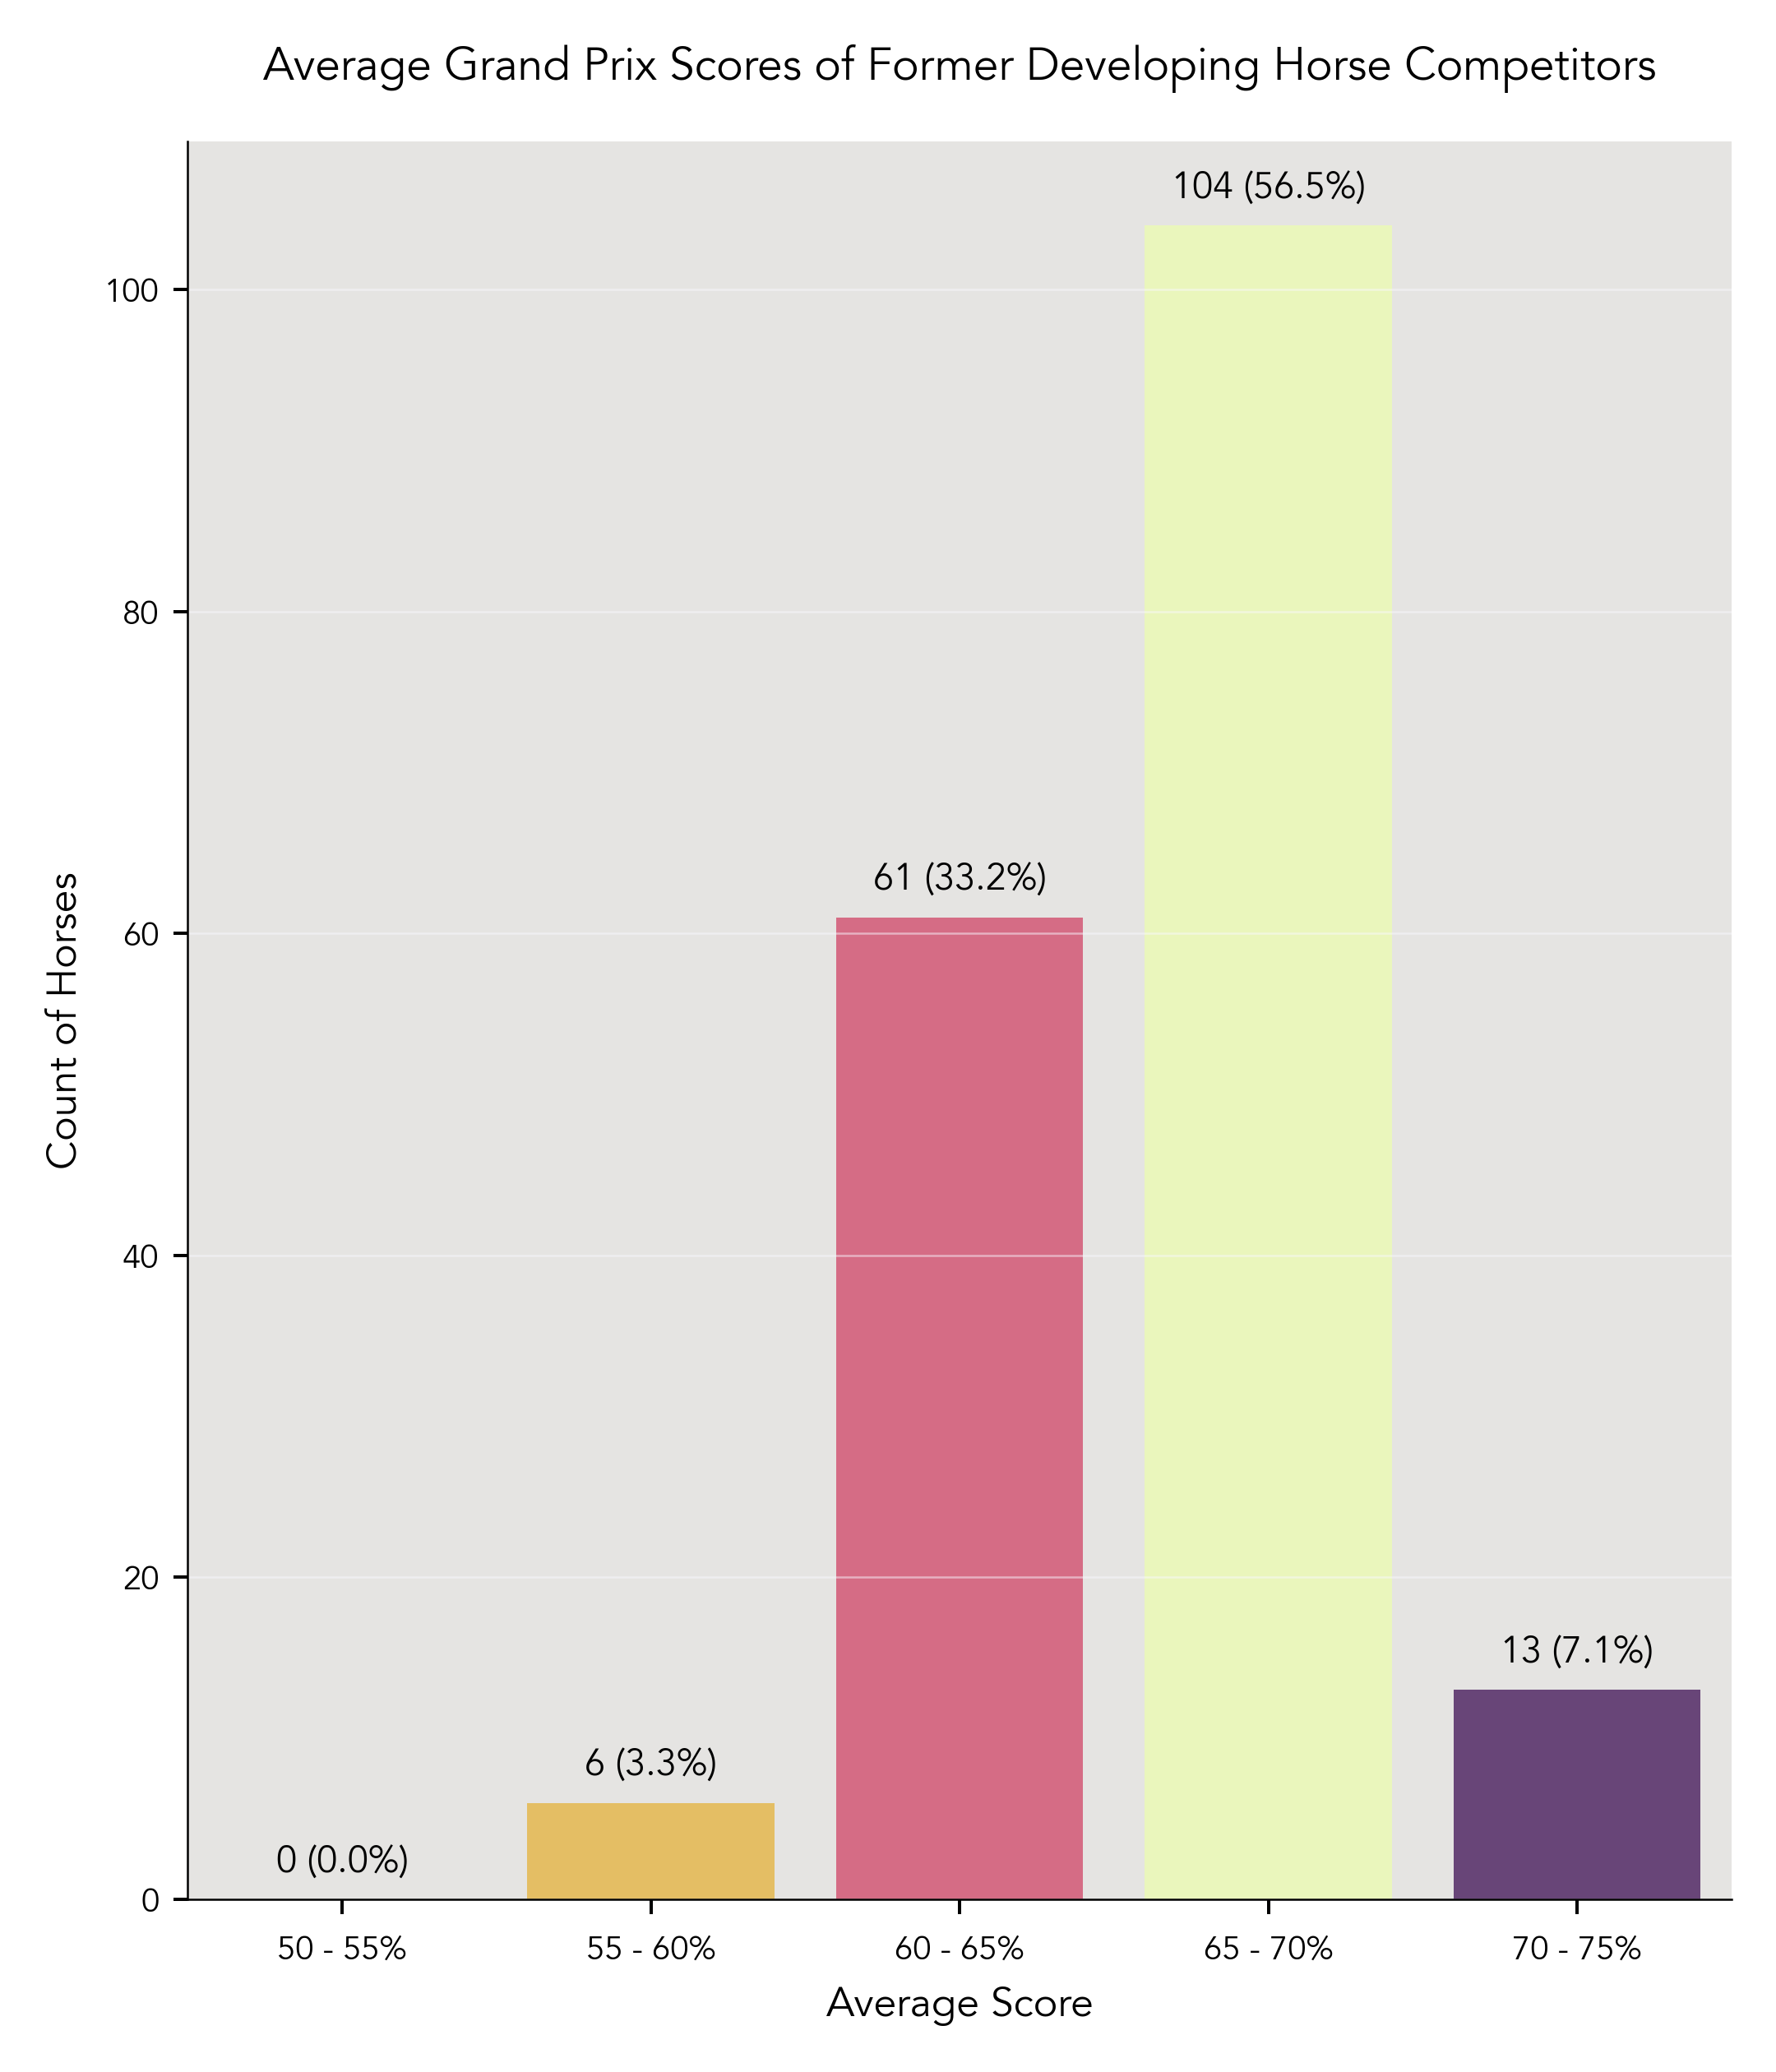 Average Grand Prix Scores of Former Developing Horse Competitors
104 (56.5%)
100
80
61 (33.2%)
60
Count of Horses
40
20
13 (7.1%)
6 (3.3%)
0 (0.0%)
0
50 - 55%
55 - 60%
60 - 65%
65 - 70%
70 - 75%
Average Score